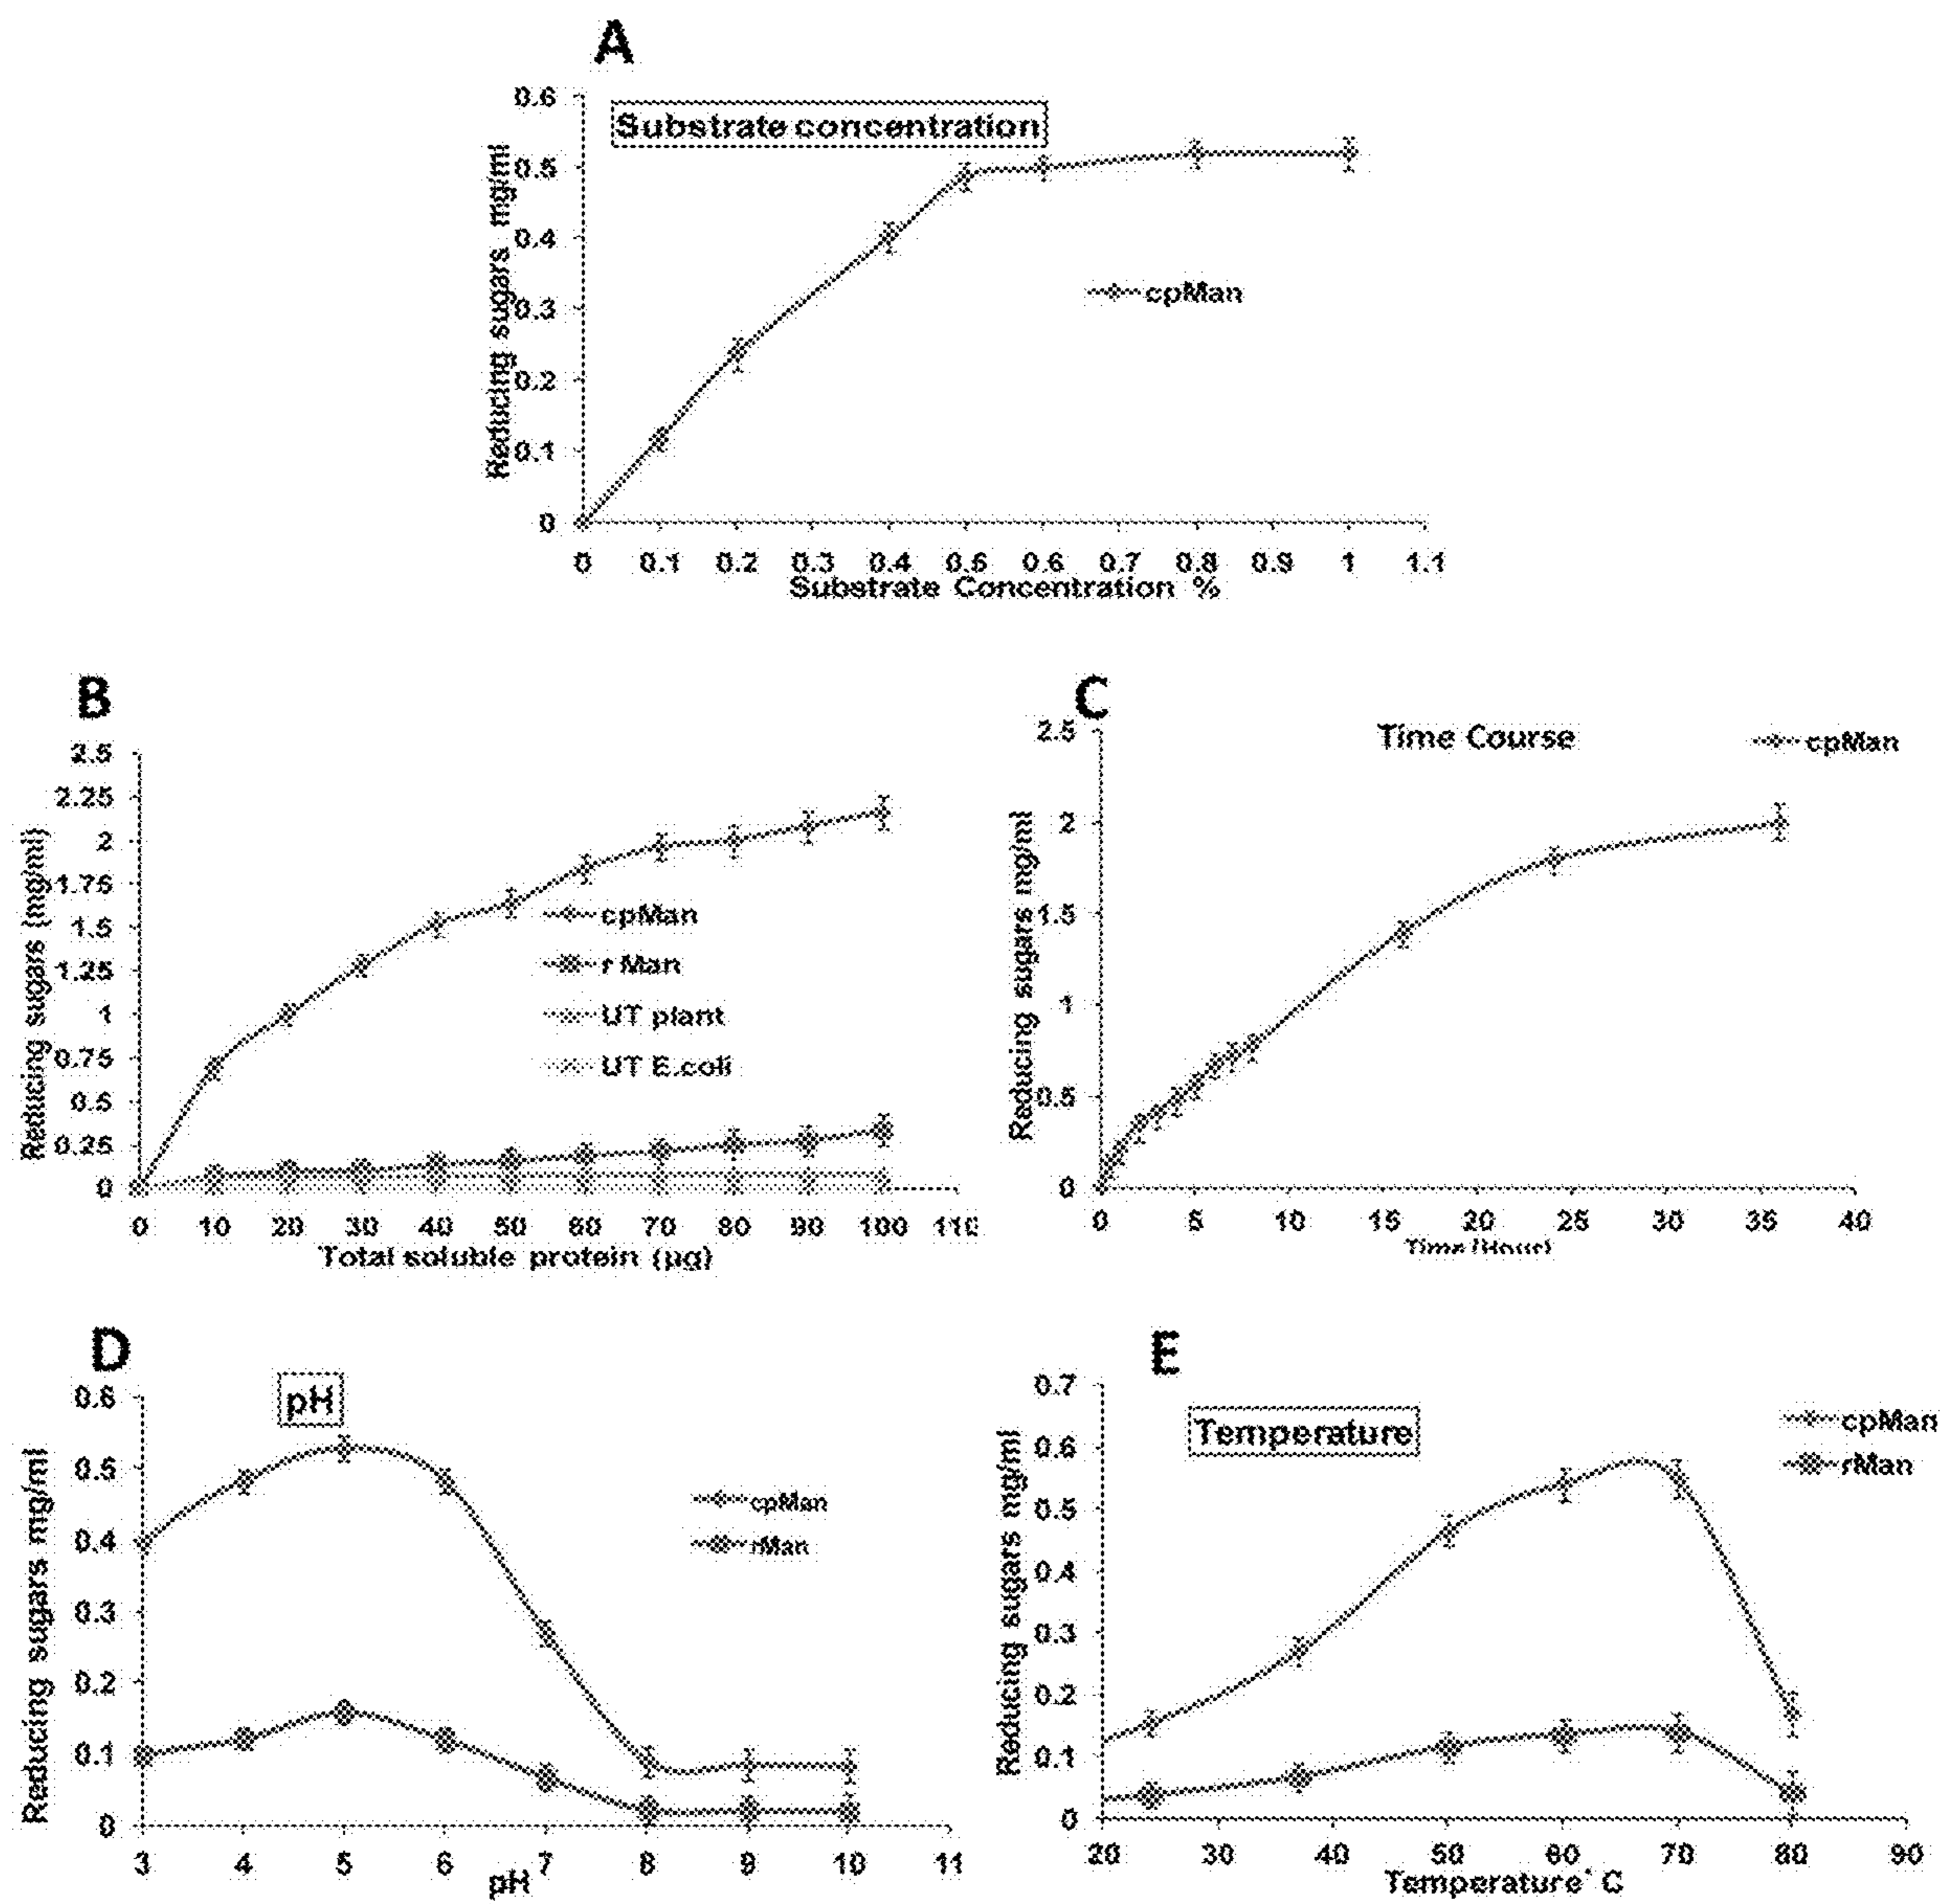 A
Substrate concentration
Reducing sugars mg/ml
0.6
0.5
0.4
0.3
0.2
0.1
0
cpMan
0 0.1 0.2 0.3 0.4 0.5 0.6 0.7 0.8 0.9 1 1.1
Substrate Concentration %
B
Reducing sugars (mg/ml)
2.5
2.25
2
1.75
1.5
1.25
1
0.75
0.5
0.25
0
cpMan
r Man
UT plant
UT E.coli
0 10 20 30 40 50 60 70 80 90 100 110
Total soluble protein (µg)
C
Time Course
cpMan
Reducing sugars mg/ml
2.5
2
1.5
1
0.5
0
0 5 10 15 20 25 30 35 40
Time (Hour)
D
pH
Reducing sugars mg/ml
0.6
0.5
0.4
0.3
0.2
0.1
0
cpMan
rMan
3 4 5 6 7 8 9 10 11
pH
E
Temperature
Reducing sugars mg/ml
0.7
0.6
0.5
0.4
0.3
0.2
0.1
0
cpMan
rMan
20 30 40 50 60 70 80 90
Temperature° C